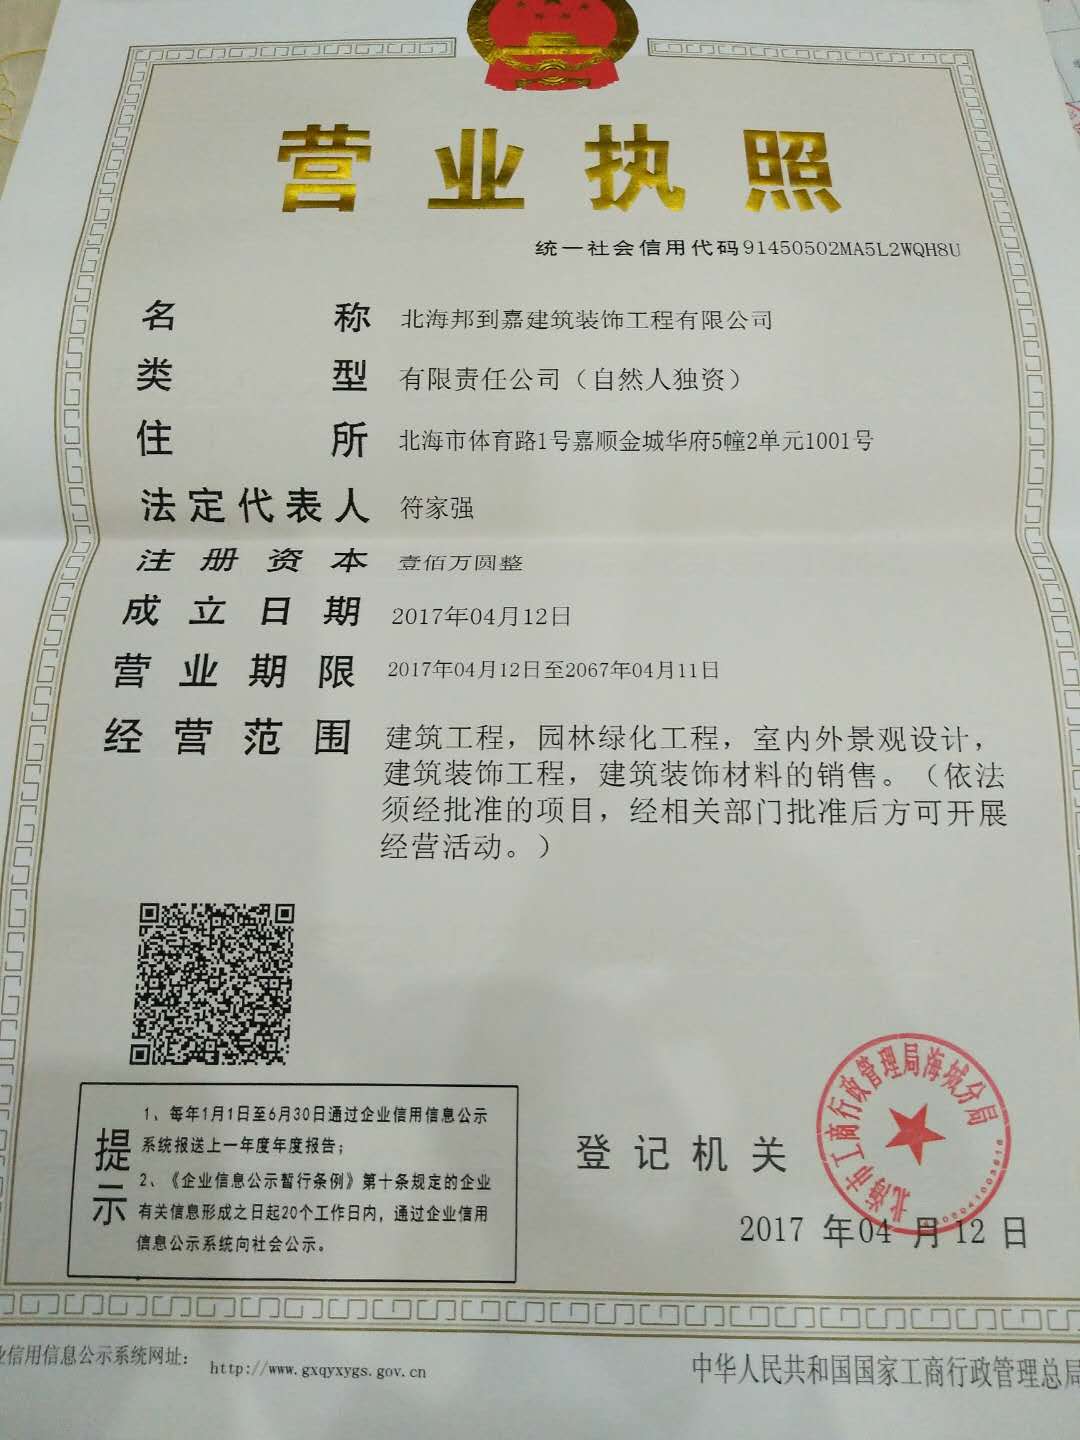 营业执照
统一社会信用代码91450502MA5L2WQH8U
名称 北海邦到嘉建筑装饰工程有限公司
类型 有限责任公司（自然人独资）
住所 北海市体育路1号嘉顺金城华府5幢2单元1001号
法定代表人 符家强
注册资本 壹佰万圆整
成立日期 2017年04月12日
营业期限 2017年04月12日至2067年04月11日
经营范围 建筑工程，园林绿化工程，室内外景观设计，
建筑装饰工程，建筑装饰材料的销售。（依法
须经批准的项目，经相关部门批准后方可开展
经营活动。）
提示
1、每年1月1日至6月30日通过企业信用信息公示
系统报送上一年度年度报告；
2、《企业信息公示暂行条例》第十条规定的企业
有关信息形成之日起20个工作日内，通过企业信用
信息公示系统向社会公示。
登记机关
北海市工商行政管理局海城分局
2017 年04 月 12 日
业信用信息公示系统网址： http://www.gxqyxygs.gov.cn
中华人民共和国国家工商行政管理总局